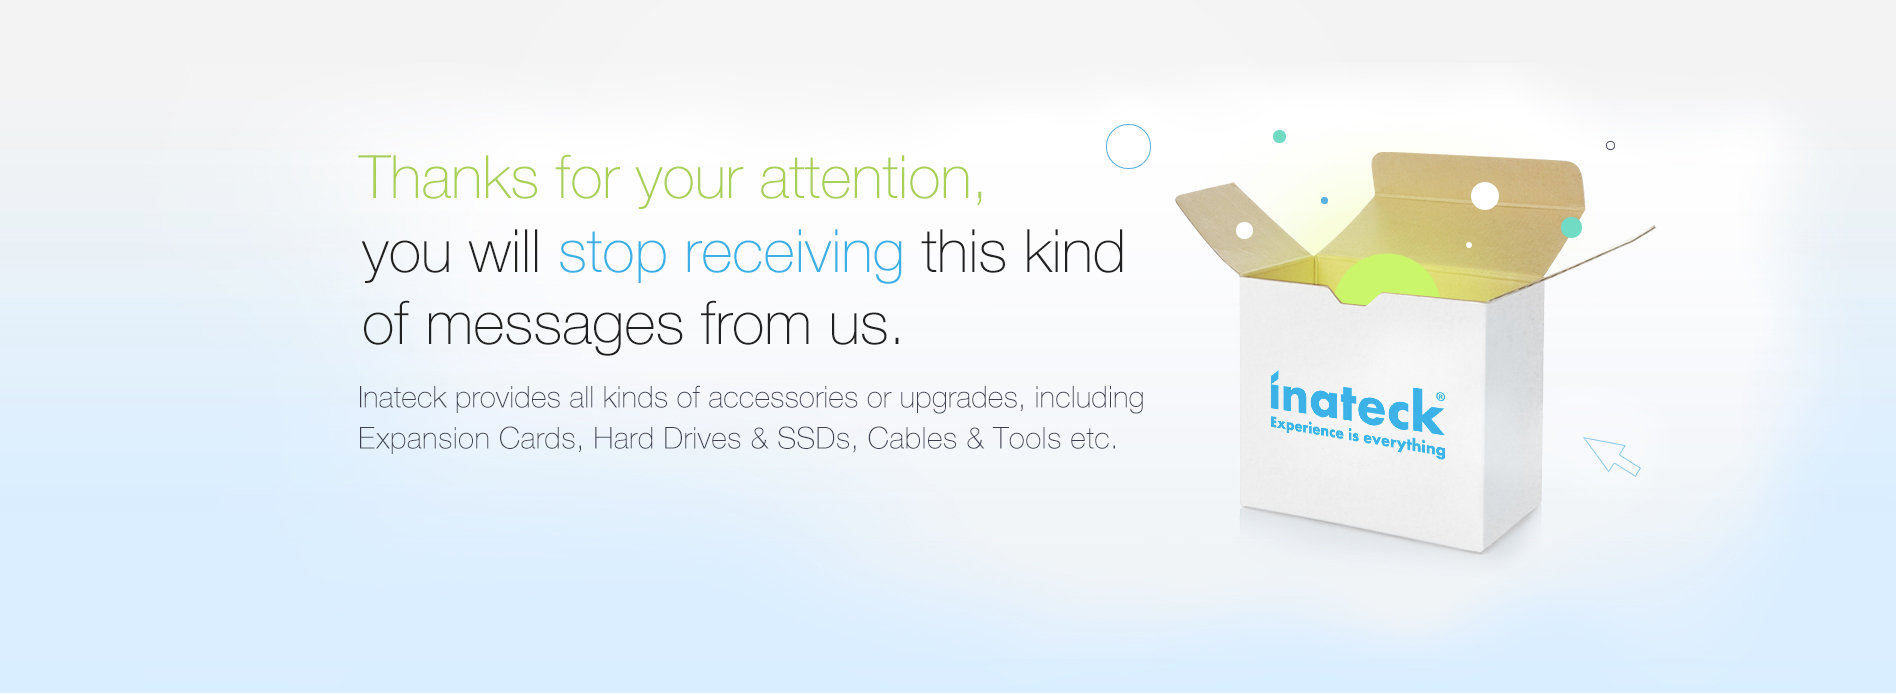 Thanks for your attention,
you will stop receiving this kind
of messages from us.
Inateck provides all kinds of accessories or upgrades, including
Expansion Cards, Hard Drives & SSDs, Cables & Tools etc.
inateck®
Experience is everything